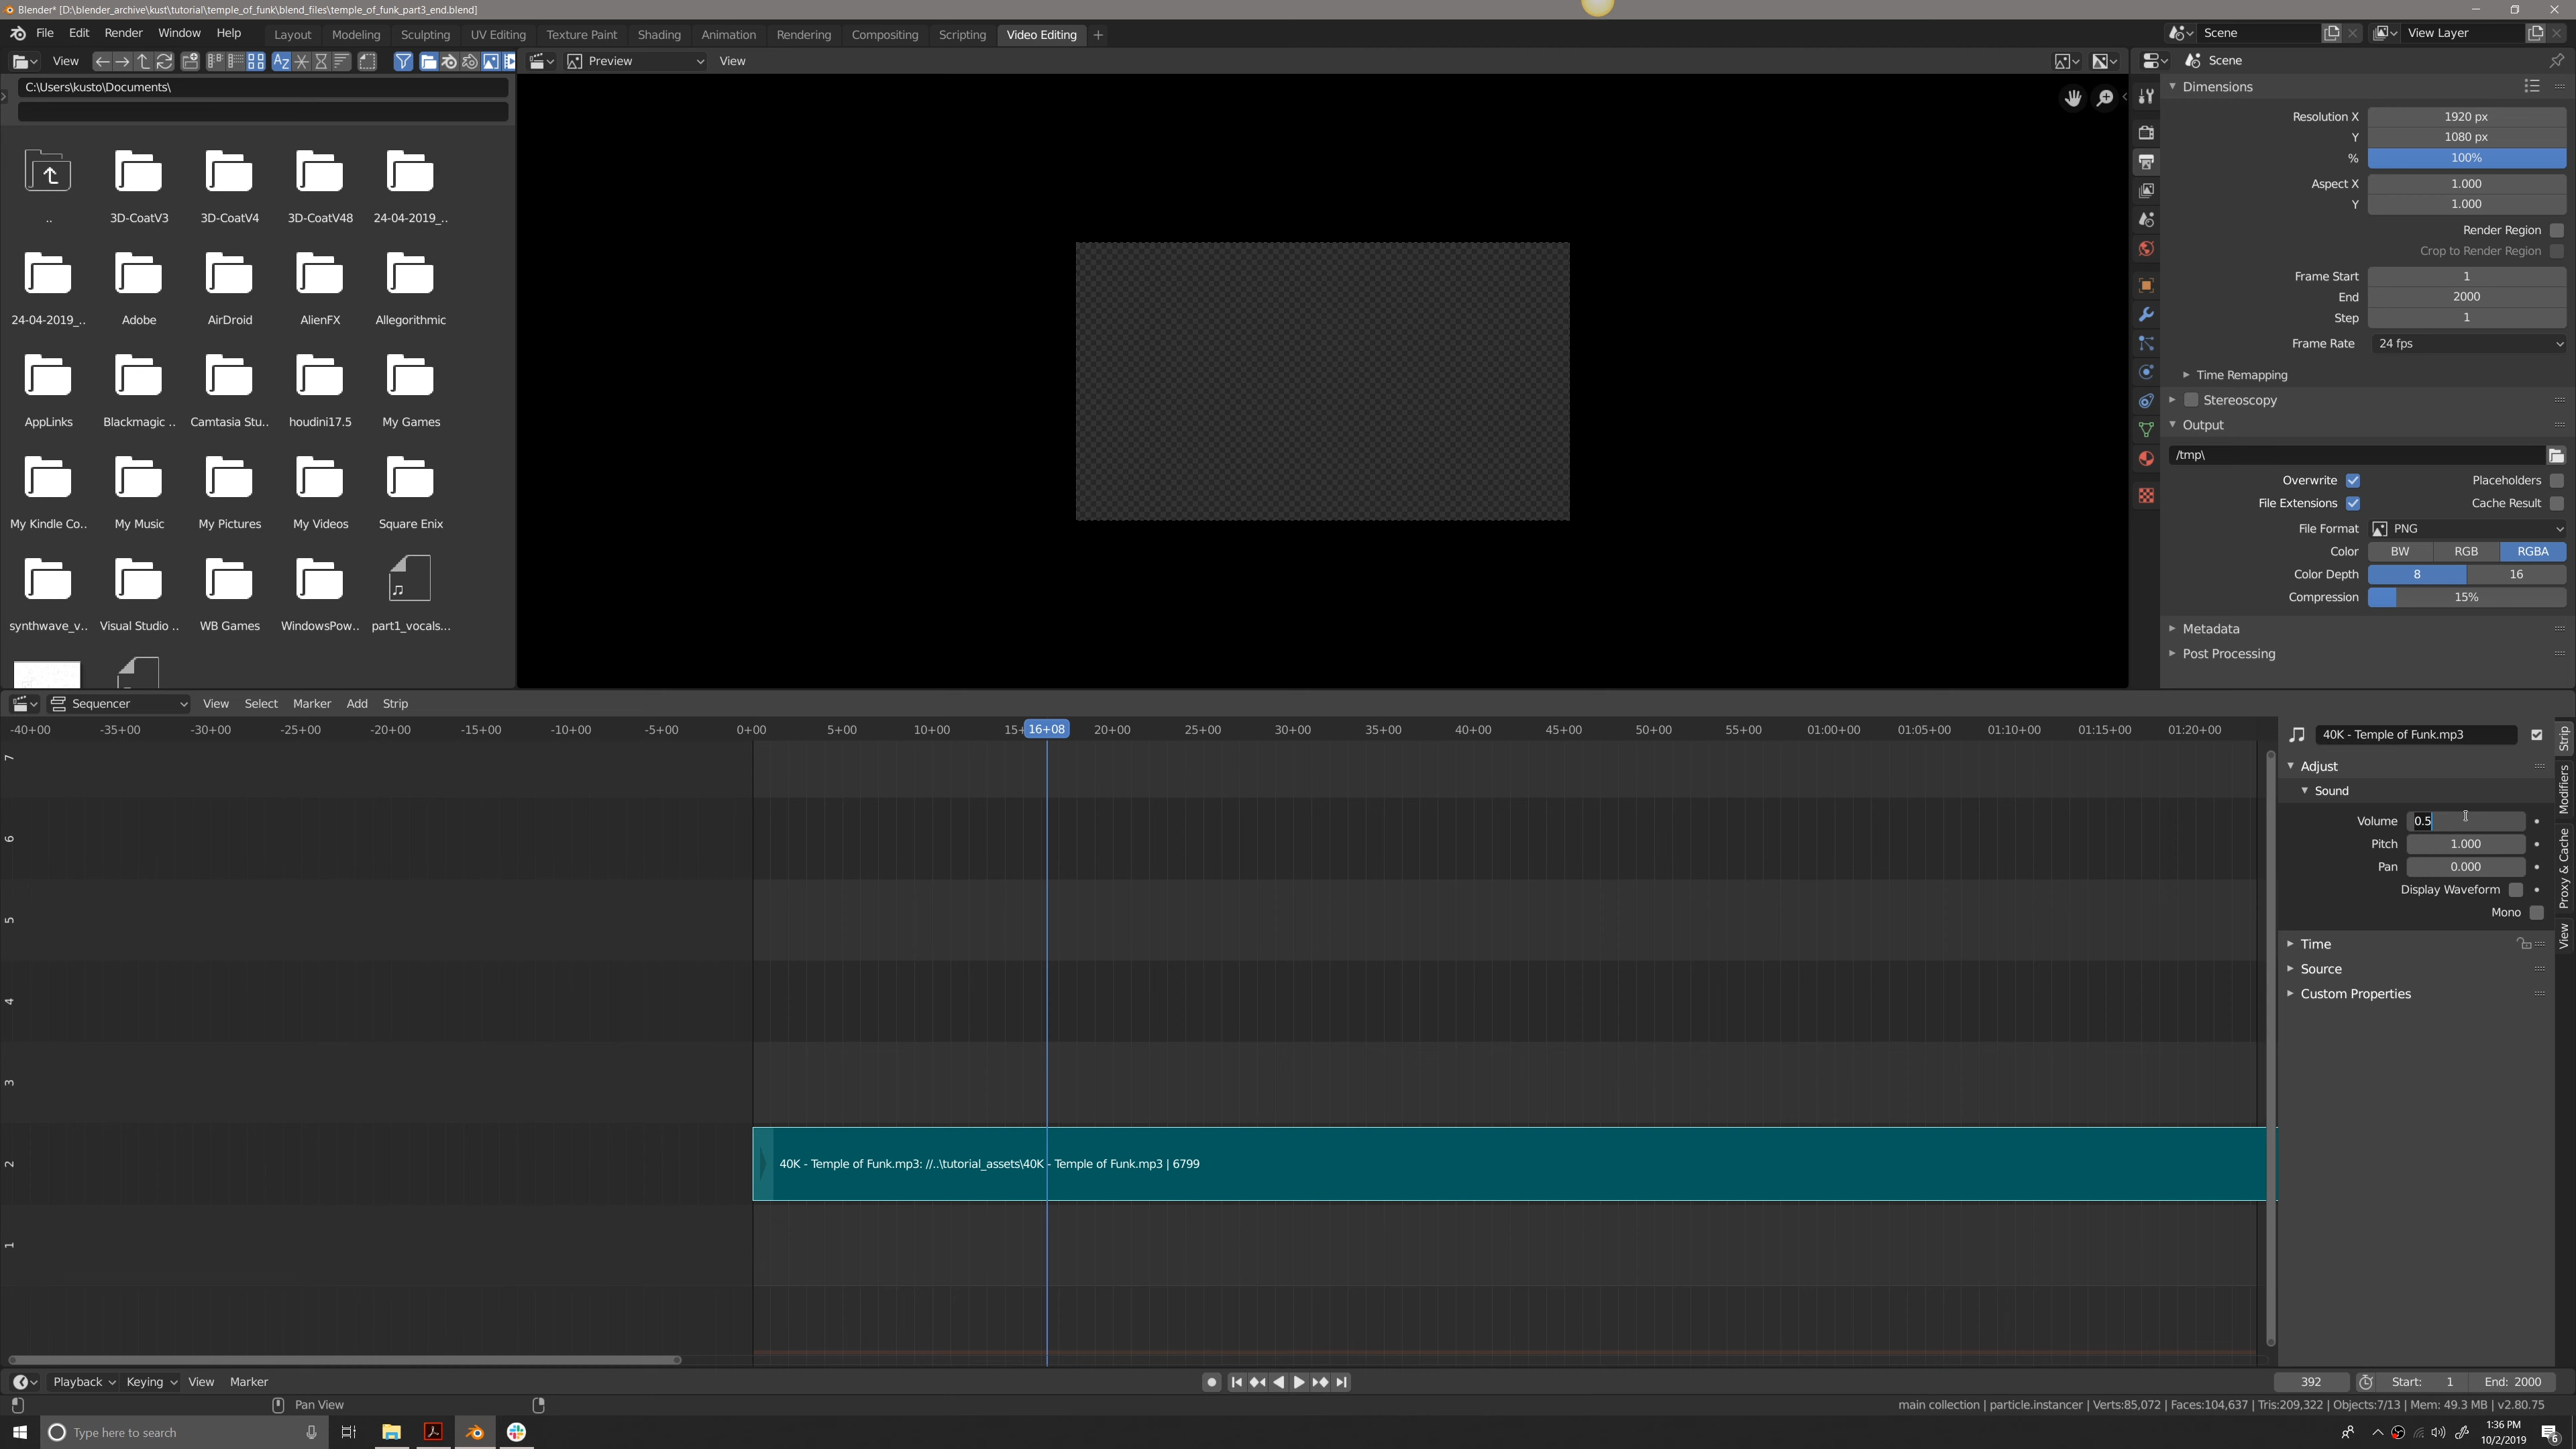 Blender* [D:\blender_archive\kust\tutorial\temple_of_funk\blend_files\temple_of_funk_part3_end.blend]
File Edit Render Window Help Layout Modeling Sculpting UV Editing Texture Paint Shading Animation Rendering Compositing Scripting Video Editing + Scene View Layer
View Preview View Scene
C:\Users\kusto\Documents\
.. 3D-CoatV3 3D-CoatV4 3D-CoatV48 24-04-2019_..
24-04-2019_.. Adobe AirDroid AlienFX Allegorithmic
AppLinks Blackmagic .. Camtasia Stu.. houdini17.5 My Games
My Kindle Co.. My Music My Pictures My Videos Square Enix
synthwave_v.. Visual Studio .. WB Games WindowsPow.. part1_vocals...
Dimensions
Resolution X 1920 px
Y 1080 px
% 100%
Aspect X 1.000
Y 1.000
Render Region
Crop to Render Region
Frame Start 1
End 2000
Step 1
Frame Rate 24 fps
Time Remapping
Stereoscopy
Output
/tmp\
Overwrite Placeholders
File Extensions Cache Result
File Format PNG
Color BW RGB RGBA
Color Depth 8 16
Compression 15%
Metadata
Post Processing
Sequencer View Select Marker Add Strip
-40+00 -35+00 -30+00 -25+00 -20+00 -15+00 -10+00 -5+00 0+00 5+00 10+00 15+ 16+08 20+00 25+00 30+00 35+00 40+00 45+00 50+00 55+00 01:00+00 01:05+00 01:10+00 01:15+00 01:20+00
7
6
5
4
3
2
1
40K - Temple of Funk.mp3: //..\tutorial_assets\40K - Temple of Funk.mp3 | 6799
40K - Temple of Funk.mp3
Adjust
Sound
Volume 0.5
Pitch 1.000
Pan 0.000
Display Waveform
Mono
Time
Source
Custom Properties
Strip
Modifiers
Proxy & Cache
View
Playback Keying View Marker 392 Start: 1 End: 2000
Pan View main collection | particle.instancer | Verts:85,072 | Faces:104,637 | Tris:209,322 | Objects:7/13 | Mem: 49.3 MB | v2.80.75
Type here to search
1:36 PM
10/2/2019
6